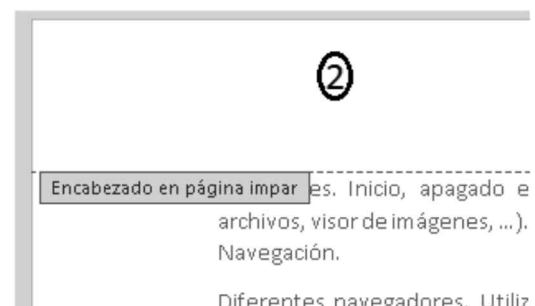 2
Encabezado en página impar es. Inicio, apagado e
archivos, visor de imágenes, ...).
Navegación.
Diferentes navegadores. Utiliz